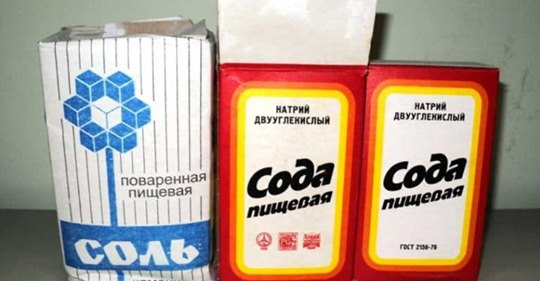 поваренная
пищевая
СОЛЬ
НАТРИЙ
ДВУУГЛЕКИСЛЫЙ
Сода
пищевая
НАТРИЙ
ДВУУГЛЕКИСЛЫЙ
Сода
пищевая
ГОСТ 2156-76